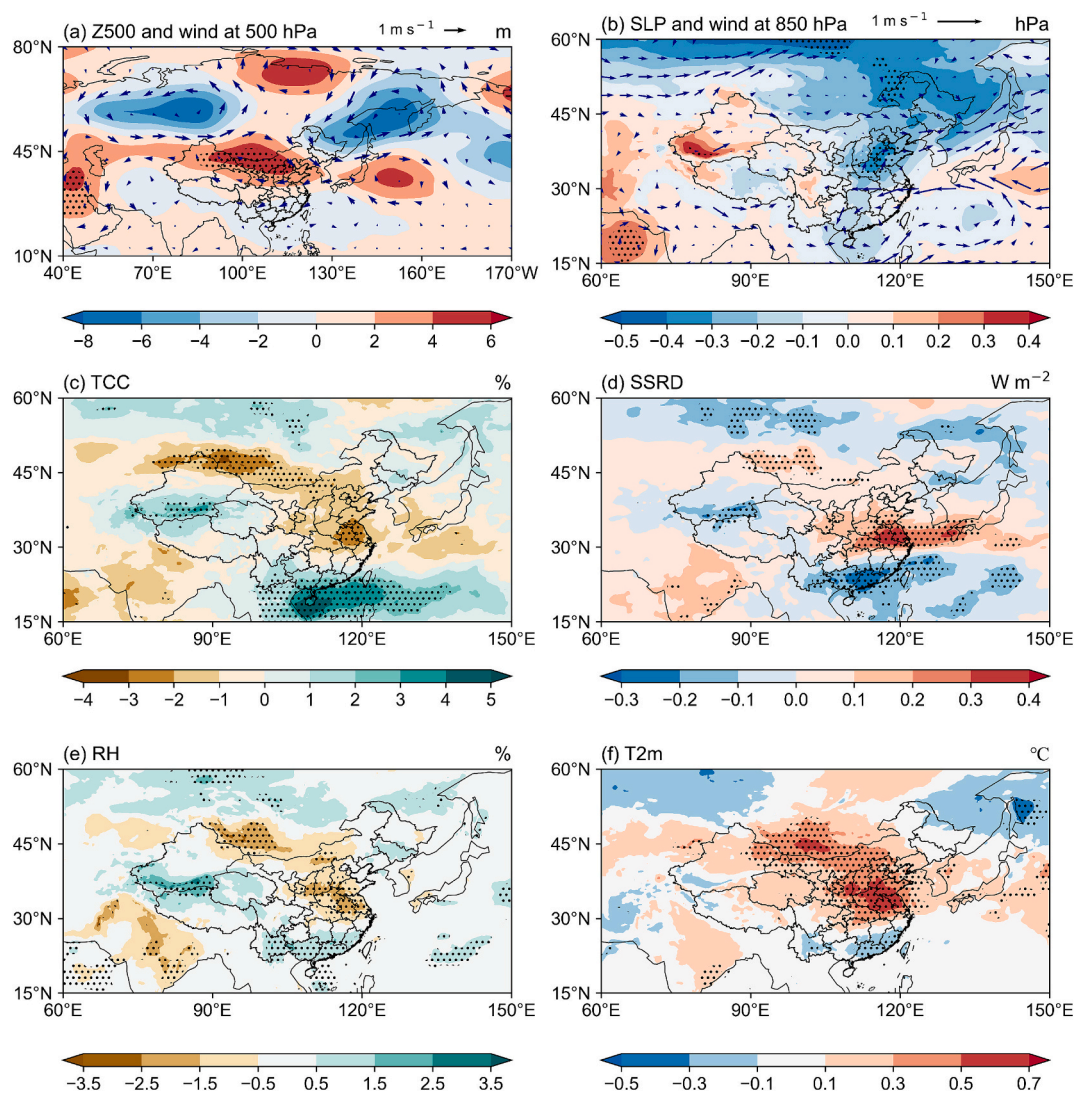 (a) Z500 and wind at 500 hPa 1 m s⁻¹ m
80°N
45°N
10°N
40°E 70°E 100°E 130°E 160°E 170°W
−8 −6 −4 −2 0 2 4 6
(b) SLP and wind at 850 hPa 1 m s⁻¹ hPa
60°N
45°N
30°N
15°N
60°E 90°E 120°E 150°E
−0.5 −0.4 −0.3 −0.2 −0.1 0.0 0.1 0.2 0.3 0.4
(c) TCC %
60°N
45°N
30°N
15°N
60°E 90°E 120°E 150°E
−4 −3 −2 −1 0 1 2 3 4 5
(d) SSRD W m⁻²
60°N
45°N
30°N
15°N
60°E 90°E 120°E 150°E
−0.3 −0.2 −0.1 0.0 0.1 0.2 0.3 0.4
(e) RH %
60°N
45°N
30°N
15°N
60°E 90°E 120°E 150°E
−3.5 −2.5 −1.5 −0.5 0.5 1.5 2.5 3.5
(f) T2m ℃
60°N
45°N
30°N
15°N
60°E 90°E 120°E 150°E
−0.5 −0.3 −0.1 0.1 0.3 0.5 0.7